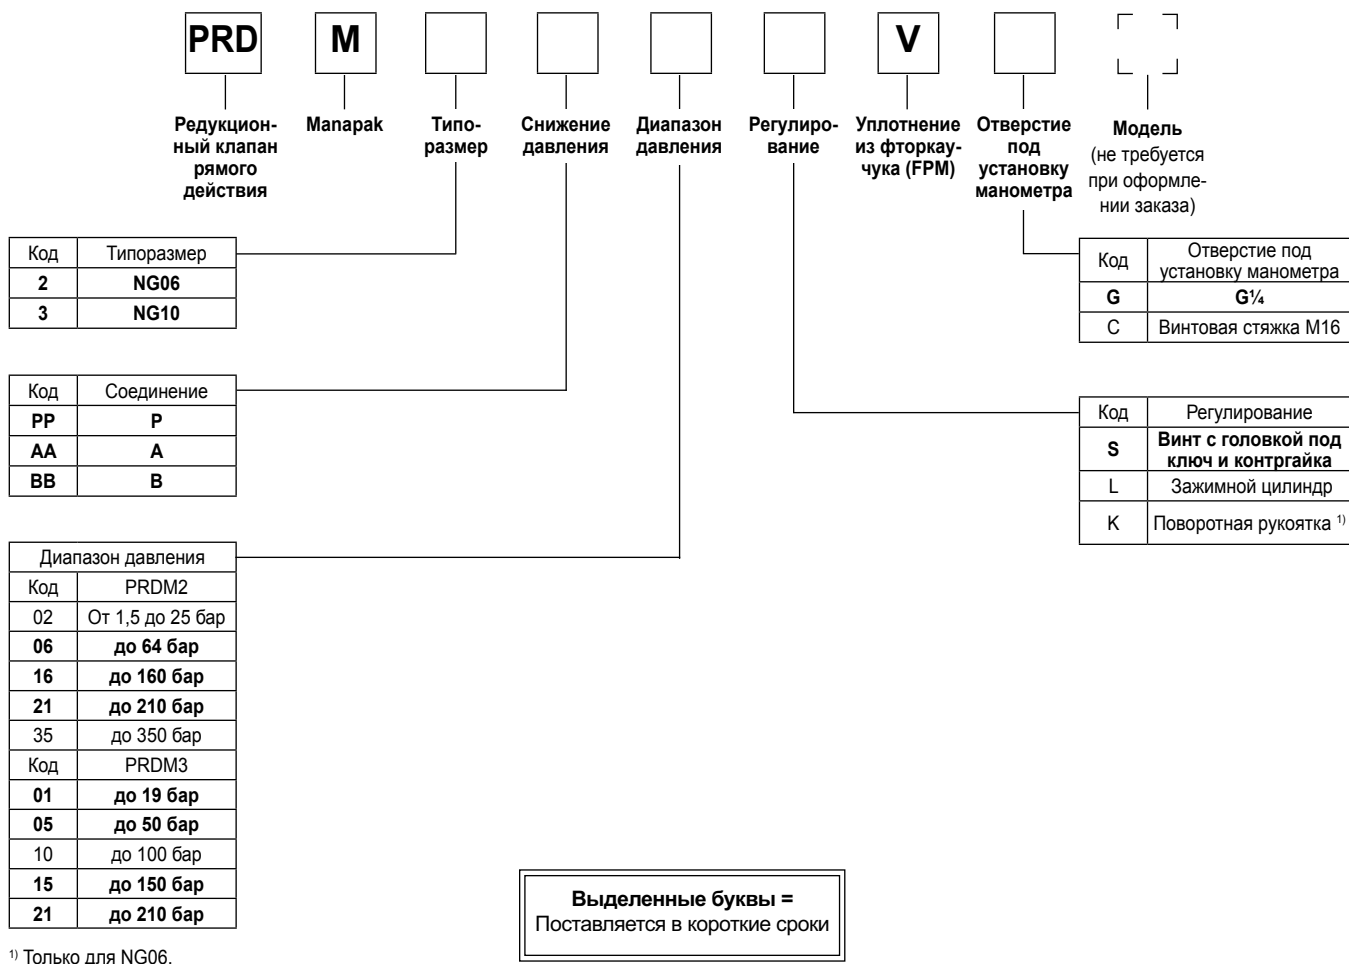 PRD M V
Редукцион-
ный клапан
рямого
действия
Manapak
Типо-
размер
Снижение
давления
Диапазон
давления
Регулиро-
вание
Уплотнение
из фторкау-
чука (FPM)
Отверстие
под
установку
манометра
Модель
(не требуется
при оформле-
нии заказа)
Код Типоразмер
2 NG06
3 NG10
Код Соединение
PP P
AA A
BB B
Диапазон давления
Код PRDM2
02 От 1,5 до 25 бар
06 до 64 бар
16 до 160 бар
21 до 210 бар
35 до 350 бар
Код PRDM3
01 до 19 бар
05 до 50 бар
10 до 100 бар
15 до 150 бар
21 до 210 бар
1) Только для NG06.
Код Отверстие под
установку манометра
G G¼
C Винтовая стяжка M16
Код Регулирование
S Винт с головкой под
ключ и контргайка
L Зажимной цилиндр
K Поворотная рукоятка 1)
Выделенные буквы =
Поставляется в короткие сроки